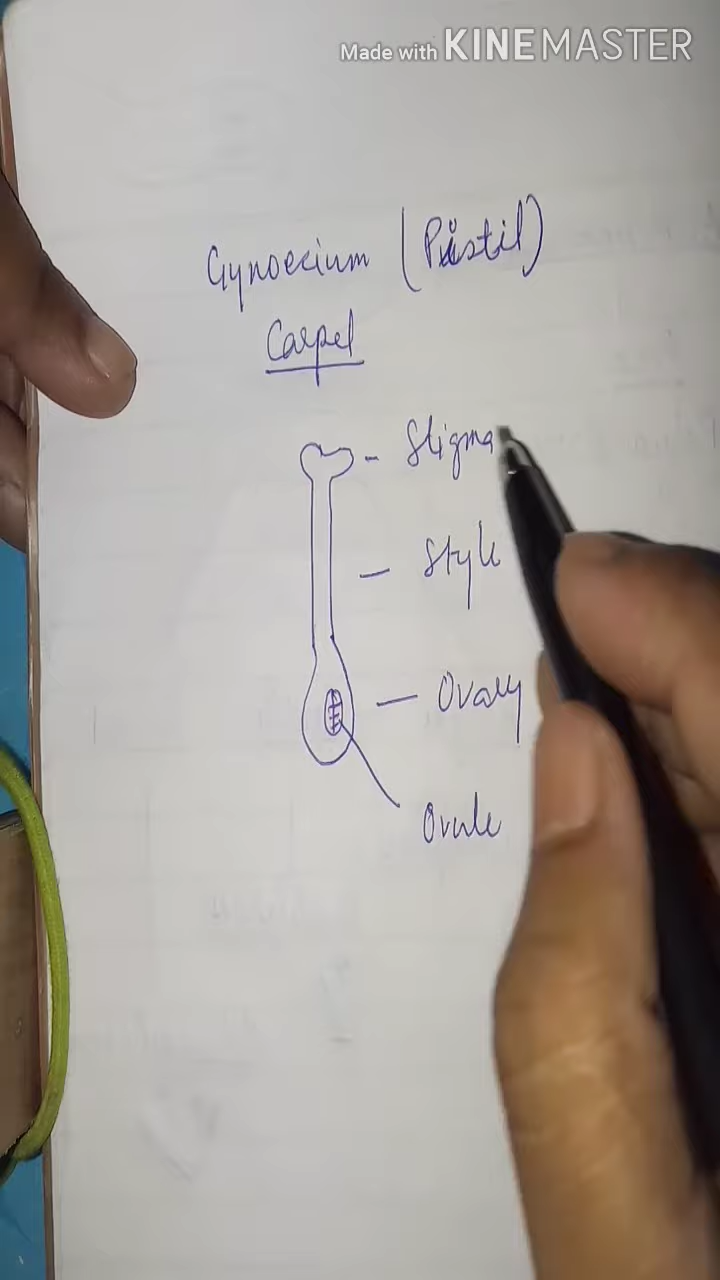 Made with KINEMASTER
Gynoecium (Pistil)
Carpel
- Stigma
- Style
- Ovary
Ovule